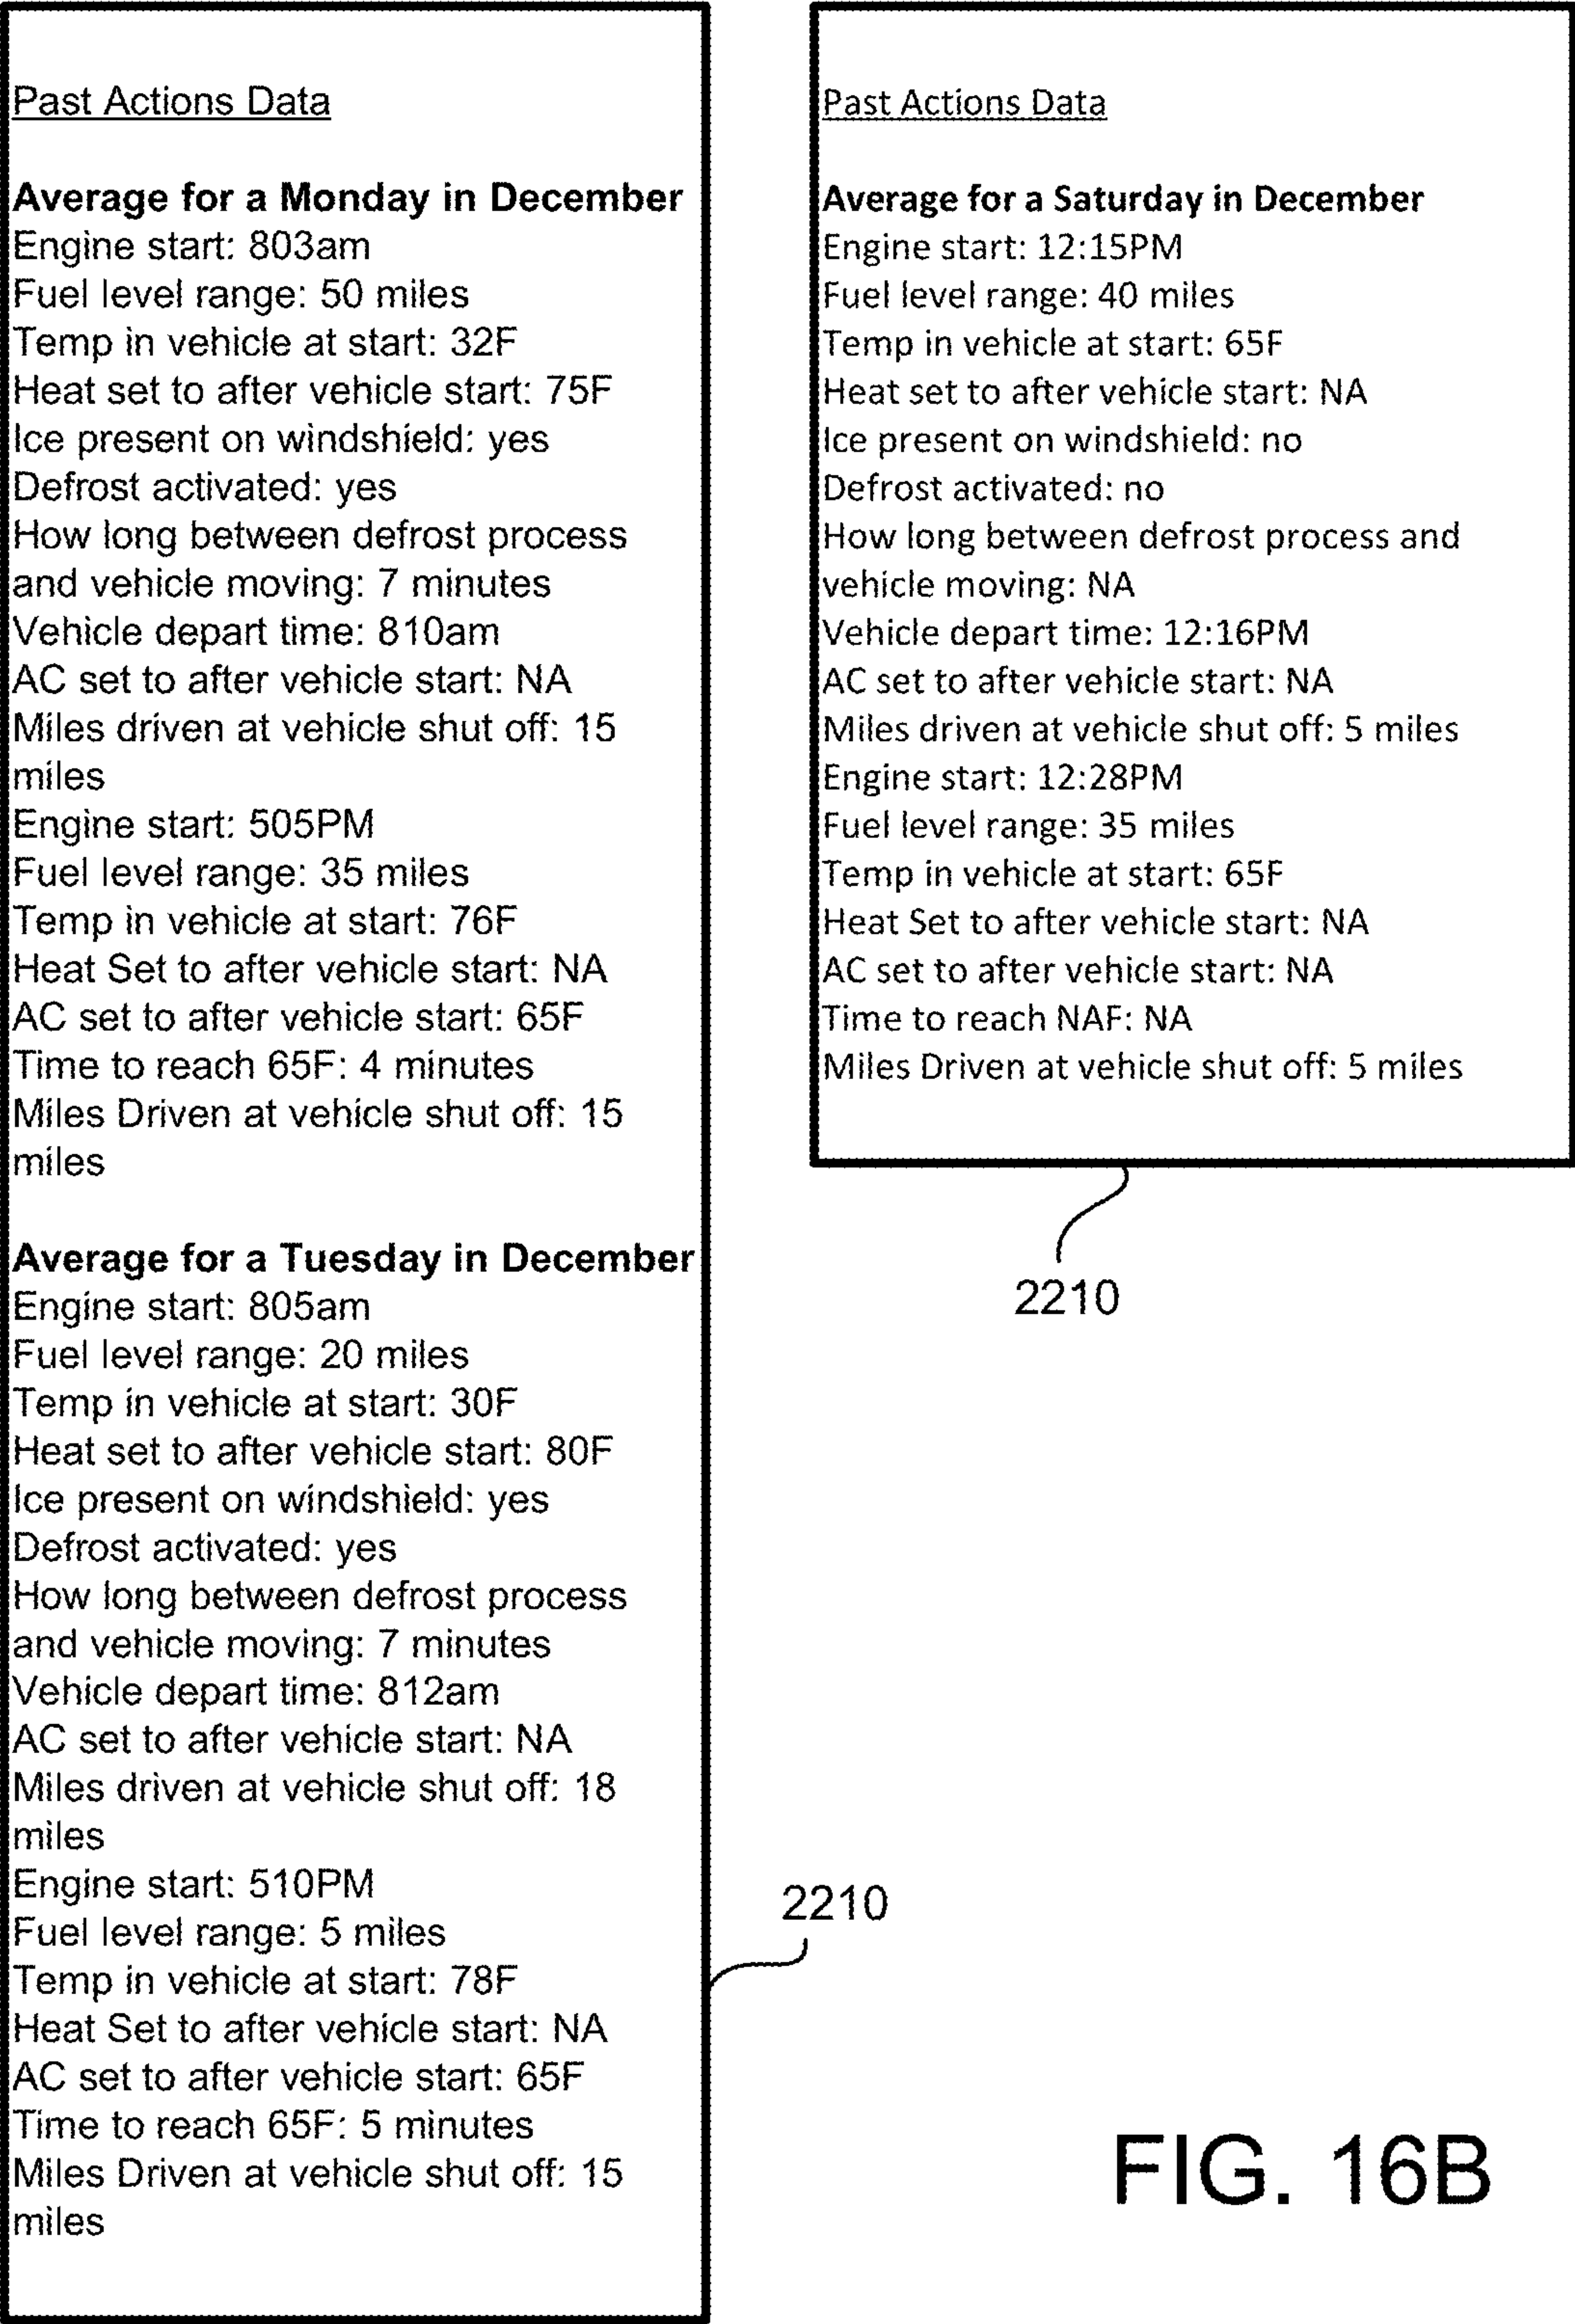 Past Actions Data
Average for a Monday in December
Engine start: 803am
Fuel level range: 50 miles
Temp in vehicle at start: 32F
Heat set to after vehicle start: 75F
Ice present on windshield: yes
Defrost activated: yes
How long between defrost process
and vehicle moving: 7 minutes
Vehicle depart time: 810am
AC set to after vehicle start: NA
Miles driven at vehicle shut off: 15
miles
Engine start: 505PM
Fuel level range: 35 miles
Temp in vehicle at start: 76F
Heat Set to after vehicle start: NA
AC set to after vehicle start: 65F
Time to reach 65F: 4 minutes
Miles Driven at vehicle shut off: 15
miles
Average for a Tuesday in December
Engine start: 805am
Fuel level range: 20 miles
Temp in vehicle at start: 30F
Heat set to after vehicle start: 80F
Ice present on windshield: yes
Defrost activated: yes
How long between defrost process
and vehicle moving: 7 minutes
Vehicle depart time: 812am
AC set to after vehicle start: NA
Miles driven at vehicle shut off: 18
miles
Engine start: 510PM
Fuel level range: 5 miles
Temp in vehicle at start: 78F
Heat Set to after vehicle start: NA
AC set to after vehicle start: 65F
Time to reach 65F: 5 minutes
Miles Driven at vehicle shut off: 15
miles
2210
Past Actions Data
Average for a Saturday in December
Engine start: 12:15PM
Fuel level range: 40 miles
Temp in vehicle at start: 65F
Heat set to after vehicle start: NA
Ice present on windshield: no
Defrost activated: no
How long between defrost process and
vehicle moving: NA
Vehicle depart time: 12:16PM
AC set to after vehicle start: NA
Miles driven at vehicle shut off: 5 miles
Engine start: 12:28PM
Fuel level range: 35 miles
Temp in vehicle at start: 65F
Heat Set to after vehicle start: NA
AC set to after vehicle start: NA
Time to reach NAF: NA
Miles Driven at vehicle shut off: 5 miles
2210
FIG. 16B